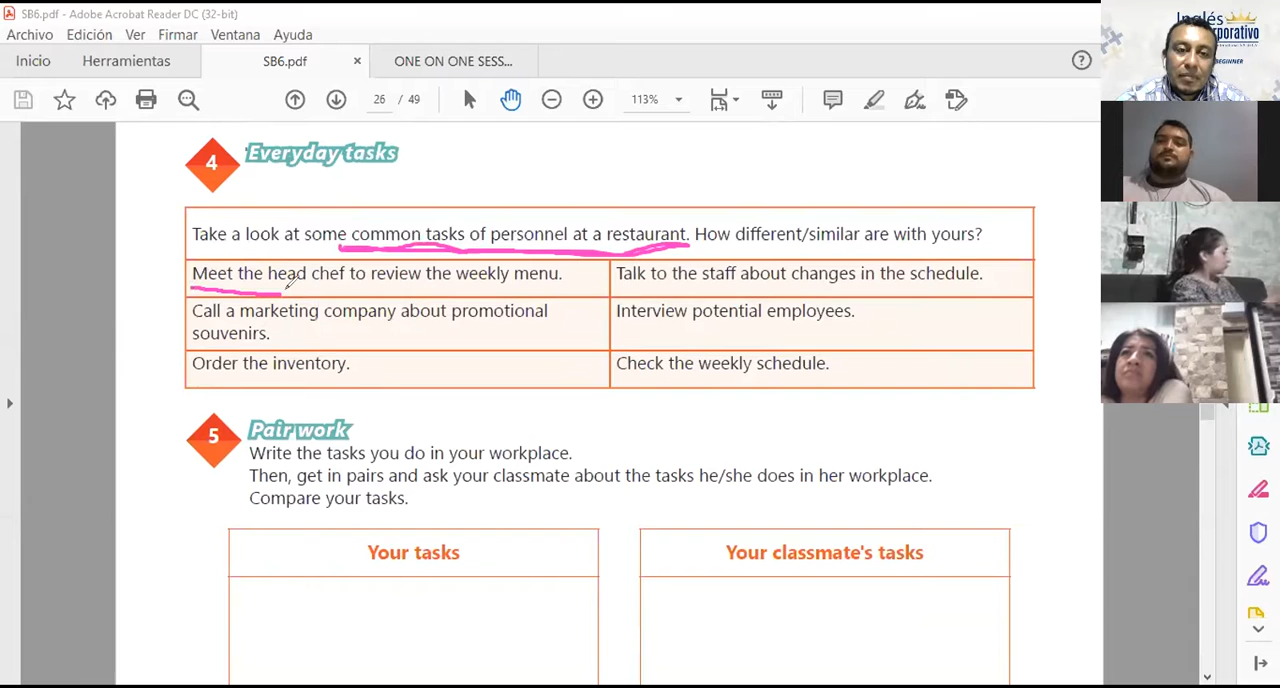 SB6.pdf - Adobe Acrobat Reader DC (32-bit)
Archivo Edición Ver Firmar Ventana Ayuda
Inicio Herramientas SB6.pdf × ONE ON ONE SESS...
26 / 49 113%
4 Everyday tasks
Take a look at some common tasks of personnel at a restaurant. How different/similar are with yours?
Meet the head chef to review the weekly menu. Talk to the staff about changes in the schedule.
Call a marketing company about promotional Interview potential employees.
souvenirs.
Order the inventory. Check the weekly schedule.
5 Pair work
Write the tasks you do in your workplace.
Then, get in pairs and ask your classmate about the tasks he/she does in her workplace.
Compare your tasks.
Your tasks Your classmate's tasks
Inglés